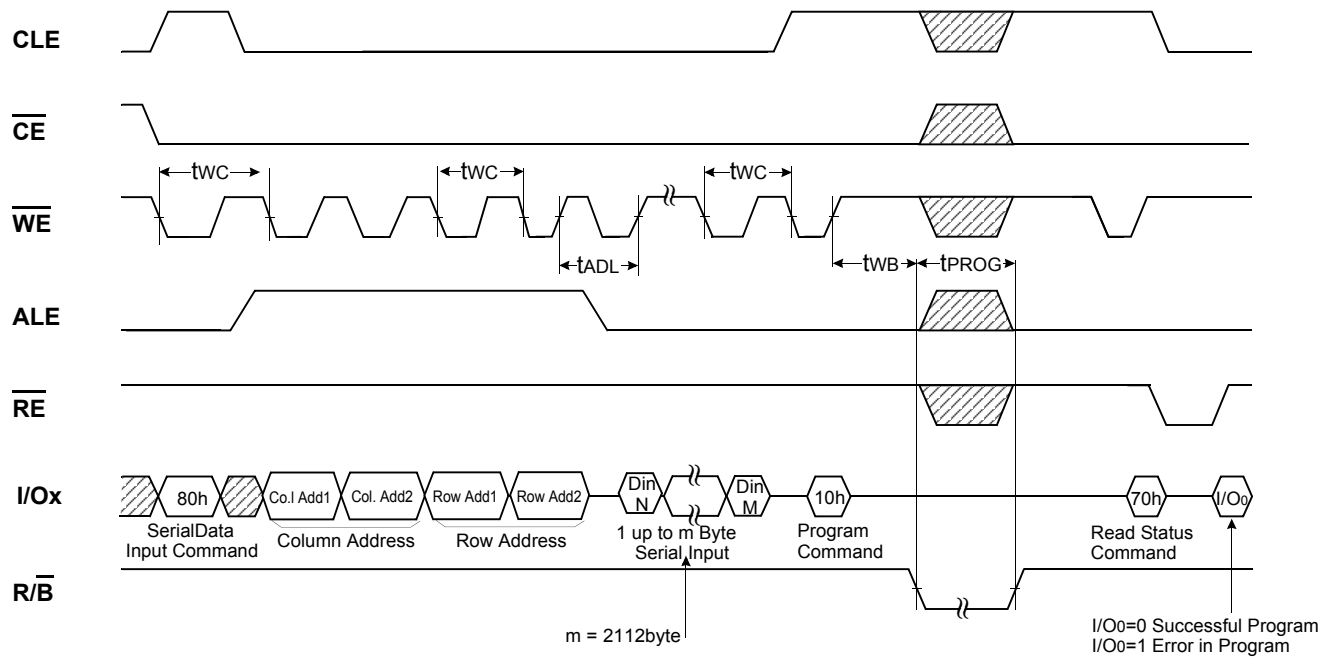 CLE
CE
tWC tWC tWC
WE
tADL tWB tPROG
ALE
RE
I/Ox
80h Co.l Add1 Col. Add2 Row Add1 Row Add2 Din N Din M 10h 70h I/O0
SerialData Input Command
Column Address
Row Address
1 up to m Byte Serial Input
Program Command
Read Status Command
R/B
m = 2112byte
I/O0=0 Successful Program
I/O0=1 Error in Program